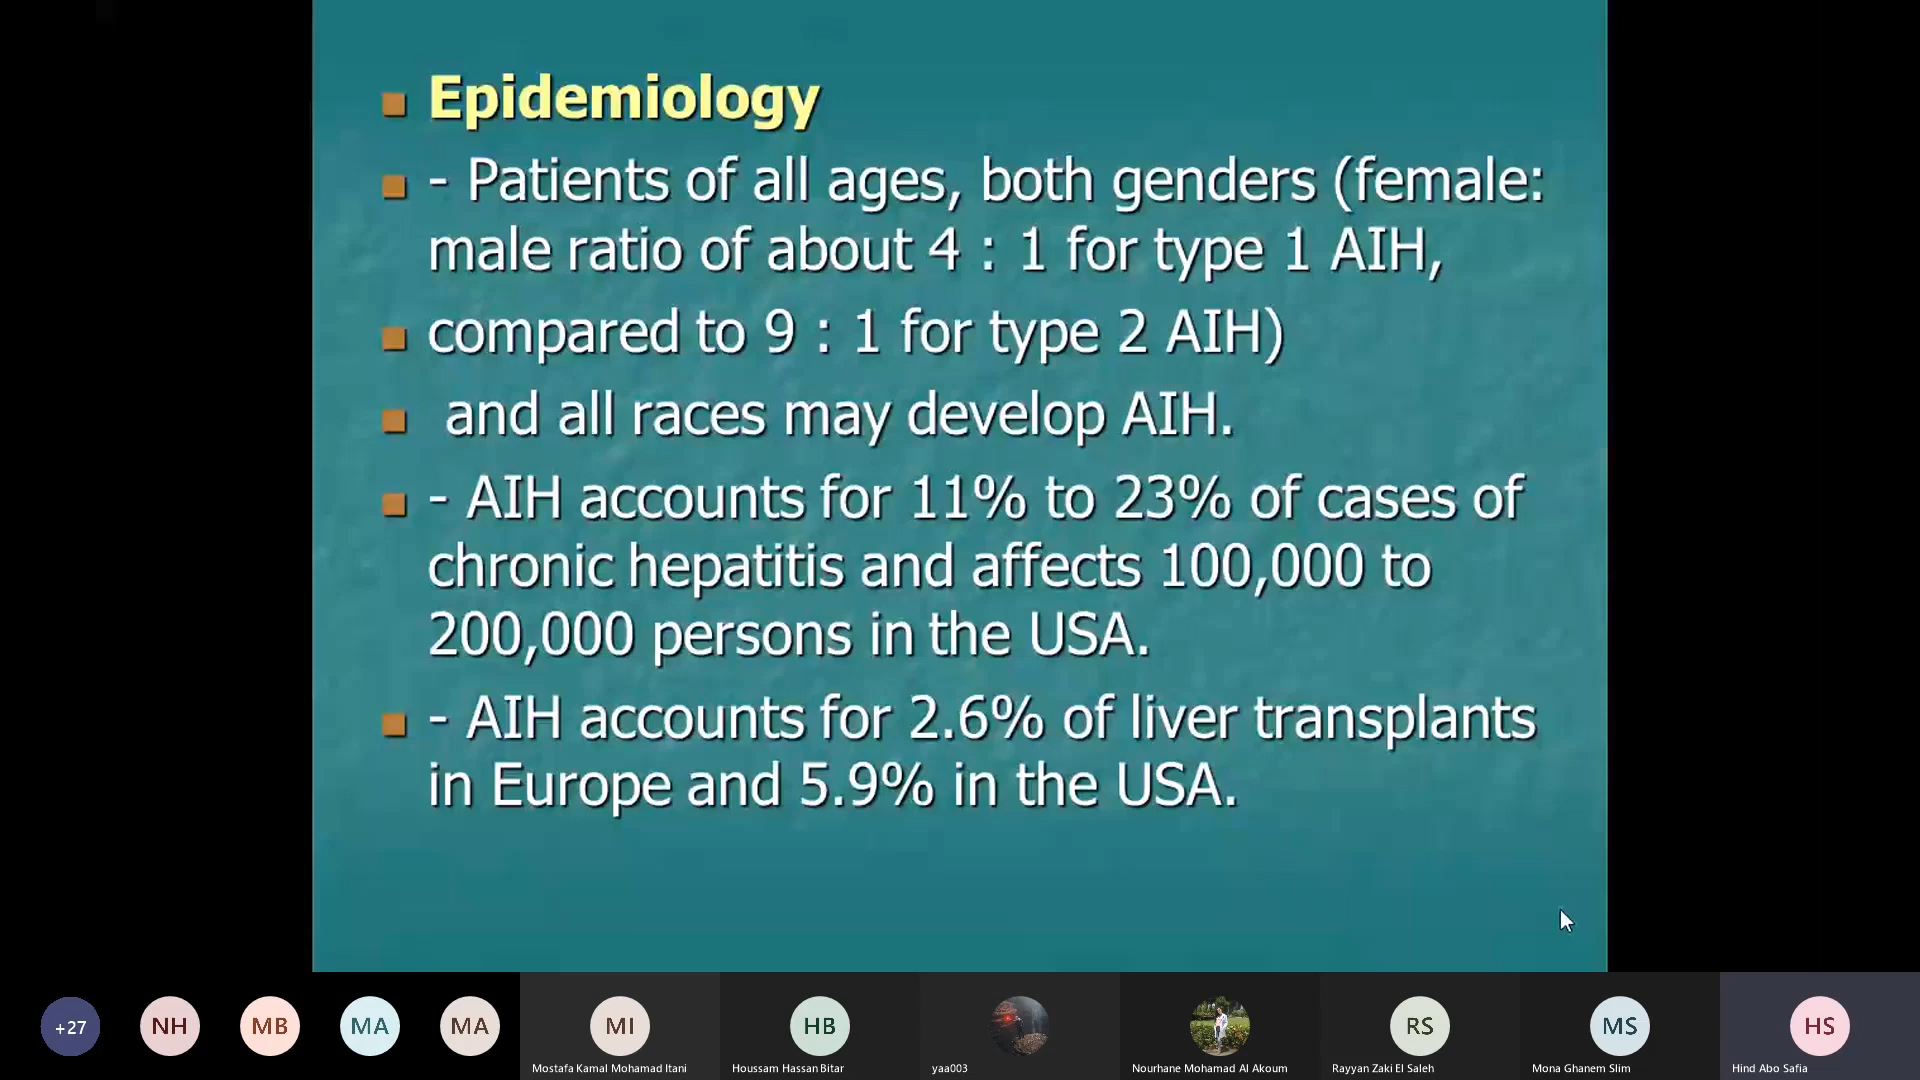 Epidemiology
- Patients of all ages, both genders (female:
male ratio of about 4 : 1 for type 1 AIH,
compared to 9 : 1 for type 2 AIH)
and all races may develop AIH.
- AIH accounts for 11% to 23% of cases of
chronic hepatitis and affects 100,000 to
200,000 persons in the USA.
- AIH accounts for 2.6% of liver transplants
in Europe and 5.9% in the USA.
+27
NH
MB
MA
MA
MI
HB
RS
MS
HS
Mostafa Kamal Mohamad Itani
Houssam Hassan Bitar
yaa003
Nourhane Mohamad Al Akoum
Rayyan Zaki El Saleh
Mona Ghanem Slim
Hind Abo Safia